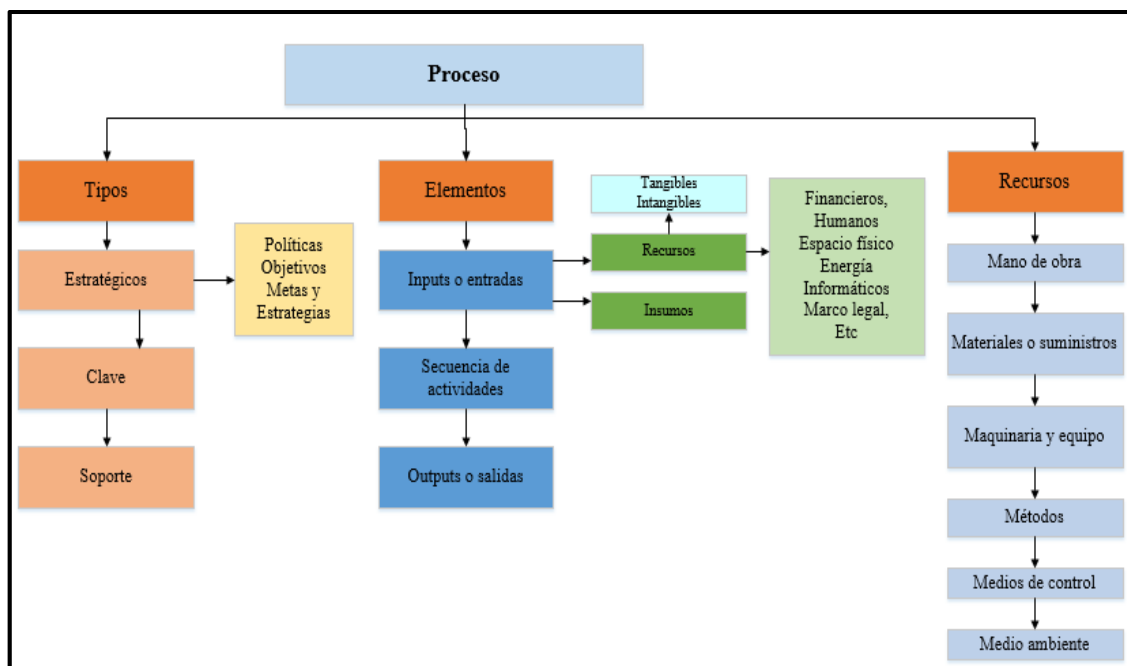 Proceso
Tipos
Estratégicos
Políticas
Objetivos
Metas y
Estrategias
Clave
Soporte
Elementos
Inputs o entradas
Tangibles
Intangibles
Recursos
Insumos
Financieros,
Humanos
Espacio físico
Energía
Informáticos
Marco legal,
Etc
Secuencia de
actividades
Outputs o salidas
Recursos
Mano de obra
Materiales o suministros
Maquinaria y equipo
Métodos
Medios de control
Medio ambiente